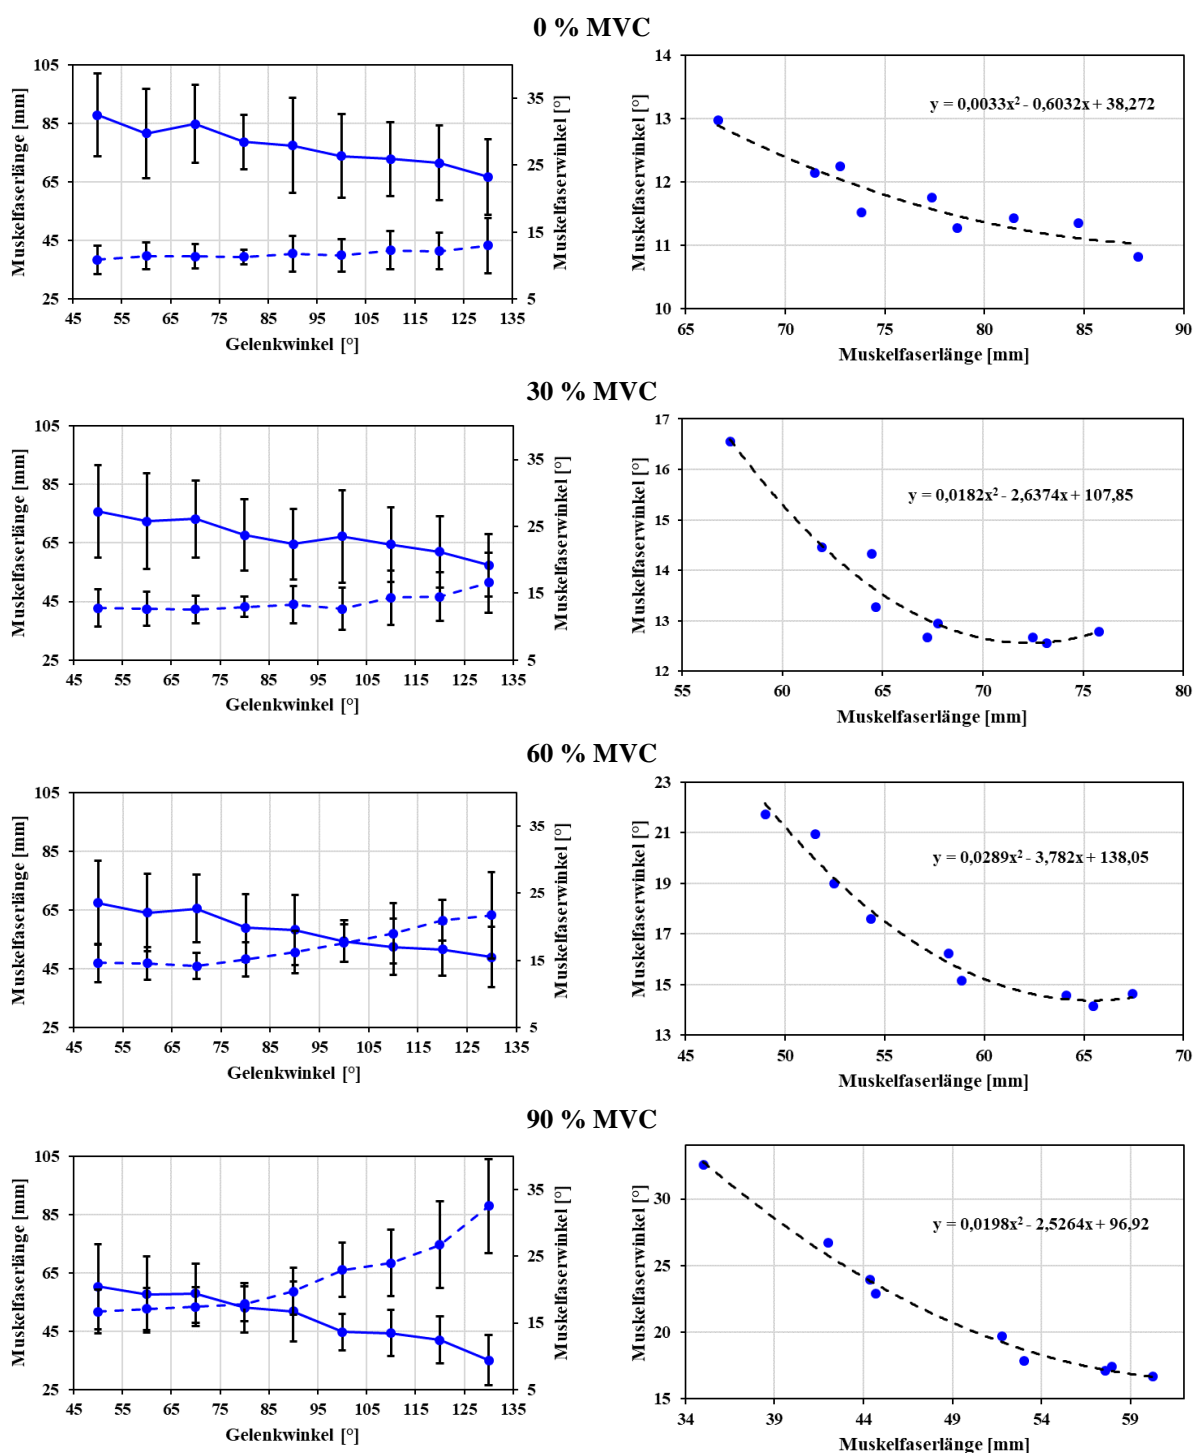 0 % MVC
Muskelfaserlänge [mm]
105
85
65
45
25
35
25
15
5
Muskelfaserwinkel [°]
45 55 65 75 85 95 105 115 125 135
Gelenkwinkel [°]
Muskelfaserwinkel [°]
14
13
12
11
10
y = 0,0033x² - 0,6032x + 38,272
65 70 75 80 85 90
Muskelfaserlänge [mm]
30 % MVC
Muskelfaserlänge [mm]
105
85
65
45
25
35
25
15
5
Muskelfaserwinkel [°]
45 55 65 75 85 95 105 115 125 135
Gelenkwinkel [°]
Muskelfaserwinkel [°]
17
16
15
14
13
12
y = 0,0182x² - 2,6374x + 107,85
55 60 65 70 75 80
Muskelfaserlänge [mm]
60 % MVC
Muskelfaserlänge [mm]
105
85
65
45
25
35
25
15
5
Muskelfaserwinkel [°]
45 55 65 75 85 95 105 115 125 135
Gelenkwinkel [°]
Muskelfaserwinkel [°]
23
21
19
17
15
13
y = 0,0289x² - 3,782x + 138,05
45 50 55 60 65 70
Muskelfaserlänge [mm]
90 % MVC
Muskelfaserlänge [mm]
105
85
65
45
25
35
25
15
5
Muskelfaserwinkel [°]
45 55 65 75 85 95 105 115 125 135
Gelenkwinkel [°]
Muskelfaserwinkel [°]
30
25
20
15
y = 0,0198x² - 2,5264x + 96,92
34 39 44 49 54 59
Muskelfaserlänge [mm]